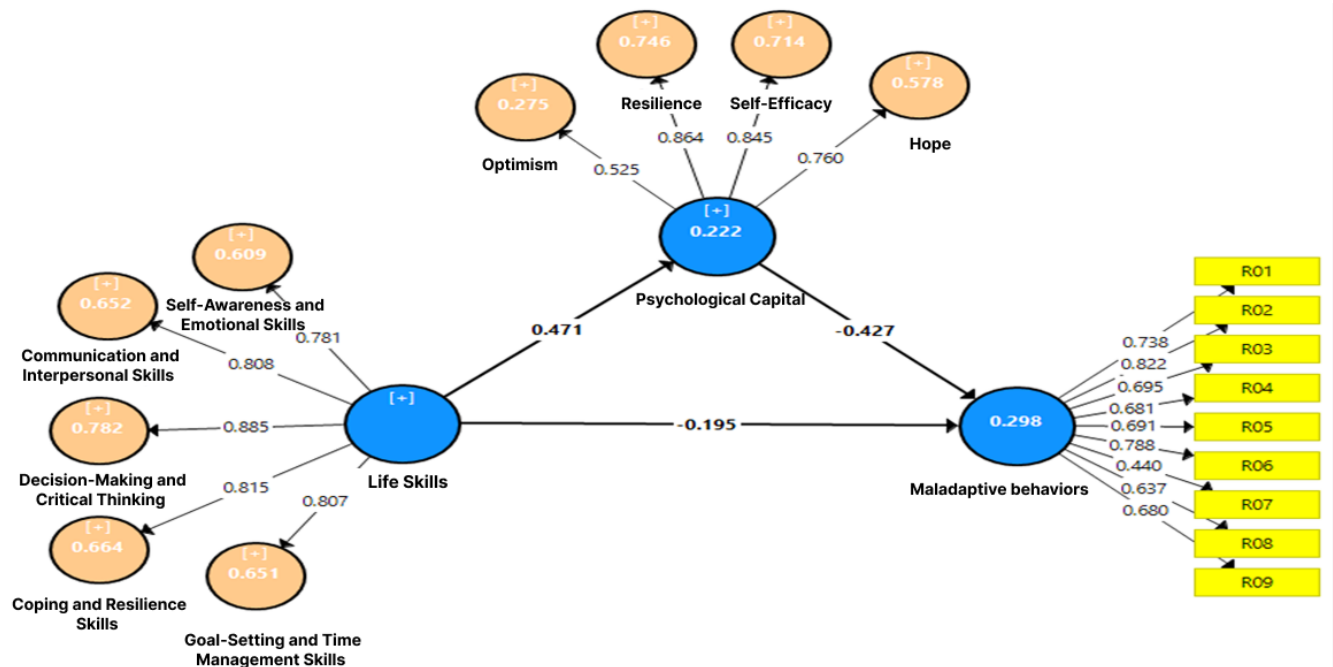 [+]
0.746
[+]
0.714
[+]
0.275
[+]
0.578
Resilience
Self-Efficacy
Optimism
Hope
0.525
0.864
0.845
0.760
[+]
0.222
Psychological Capital
[+]
0.609
Self-Awareness and
Emotional Skills
[+]
0.652
Communication and
Interpersonal Skills
[+]
0.782
Decision-Making and
Critical Thinking
[+]
0.664
Coping and Resilience
Skills
[+]
0.651
Goal-Setting and Time
Management Skills
0.781
0.808
0.885
0.815
0.807
[+]
Life Skills
0.471
-0.427
-0.195
0.298
Maladaptive behaviors
0.738
0.822
0.695
0.681
0.691
0.788
0.440
0.637
0.680
R01
R02
R03
R04
R05
R06
R07
R08
R09